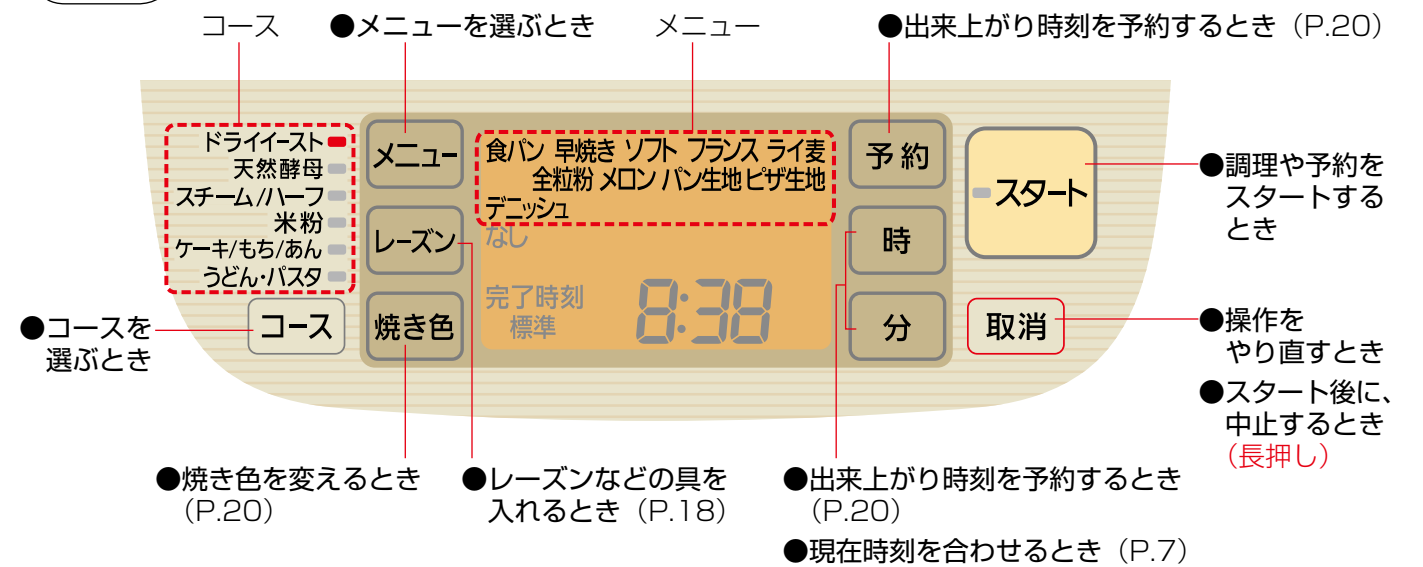 コース
●メニューを選ぶとき
メニュー
●出来上がり時刻を予約するとき（P.20）
ドライイースト
天然酵母
スチーム/ハーフ
米粉
ケーキ/もち/あん
うどん・パスタ
コース
メニュー
レーズン
焼き色
食パン 早焼き ソフト フランス ライ麦
全粒粉 メロン パン生地 ピザ生地
デニッシュ
なし
完了時刻
標準
8:38
予約
時
分
スタート
取消
●コースを
選ぶとき
●調理や予約を
スタートする
とき
●操作を
やり直すとき
●スタート後に、
中止するとき
（長押し）
●焼き色を変えるとき
（P.20）
●レーズンなどの具を
入れるとき（P.18）
●出来上がり時刻を予約するとき
（P.20）
●現在時刻を合わせるとき（P.7）